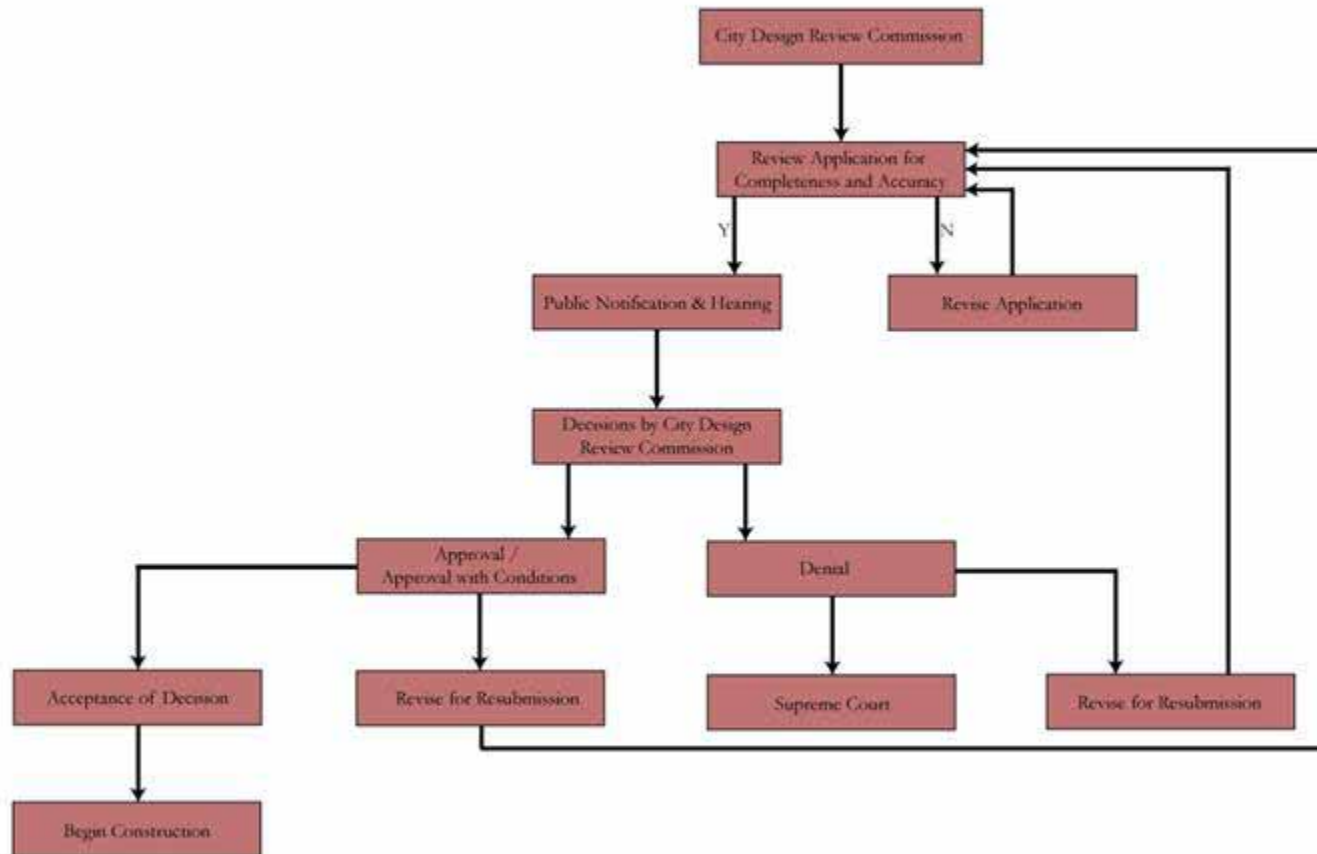 City Design Review Commission
Review Application for
Completeness and Accuracy
Y
N
Public Notification & Hearing
Revise Application
Decisions by City Design
Review Commission
Approval /
Approval with Conditions
Denial
Acceptance of Decision
Revise for Resubmission
Supreme Court
Revise for Resubmission
Begin Construction